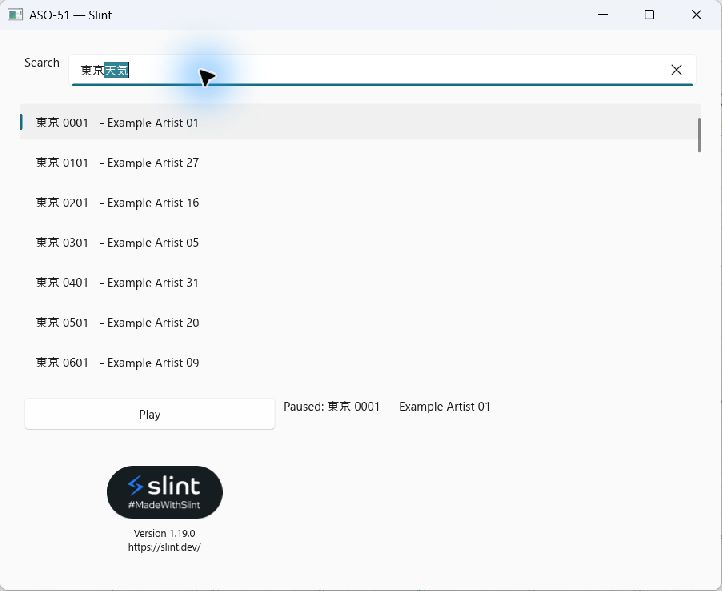 ASO-51 — Slint
Search
東京天気
東京 0001 - Example Artist 01
東京 0101 - Example Artist 27
東京 0201 - Example Artist 16
東京 0301 - Example Artist 05
東京 0401 - Example Artist 31
東京 0501 - Example Artist 20
東京 0601 - Example Artist 09
Play
Paused: 東京 0001 Example Artist 01
slint
#MadeWithSlint
Version 1.19.0
https://slint.dev/